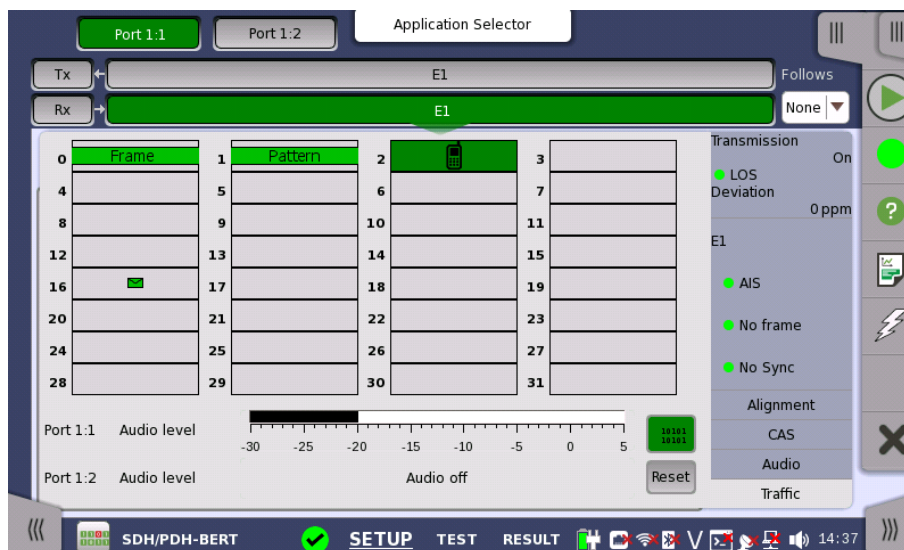 Port 1:1 Port 1:2 Application Selector
Tx E1 Follows
Rx E1 None
0 Frame 1 Pattern 2 3
4 5 6 7
8 9 10 11
12 13 14 15
16 17 18 19
20 21 22 23
24 25 26 27
28 29 30 31
Transmission
On
LOS
Deviation
0 ppm
E1
AIS
No frame
No Sync
Alignment
CAS
Audio
Traffic
Port 1:1 Audio level
-30 -25 -20 -15 -10 -5 0 5
10101
10101
Port 1:2 Audio level Audio off Reset
SDH/PDH-BERT SETUP TEST RESULT 14:37